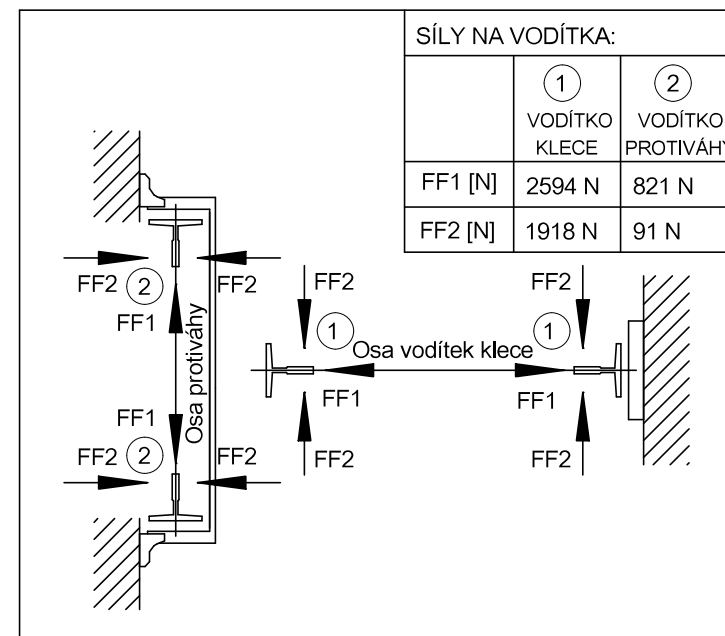 SÍLY NA VODÍTKA:
1 2
VODÍTKO VODÍTKO
KLECE PROTIVÁHY
FF1 [N] 2594 N 821 N
FF2 [N] 1918 N 91 N
FF2 2 FF2
FF1
Osa protiváhy
FF1
FF2 2 FF2
FF2 FF2
1 1
Osa vodítek klece
FF1 FF1
FF2 FF2